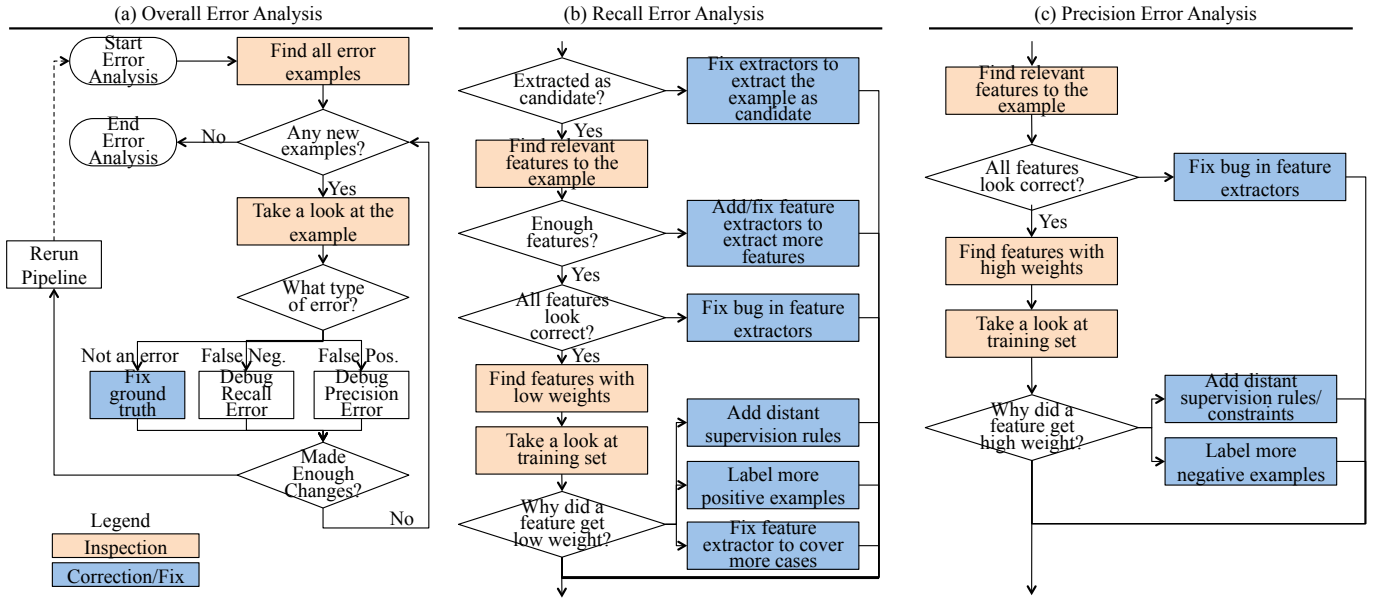 (a) Overall Error Analysis
Start
Error
Analysis
Find all error
examples
End
Error
Analysis
No
Any new
examples?
Yes
Take a look at the
example
Rerun
Pipeline
What type
of error?
Not an error
False Neg.
False Pos.
Fix
ground
truth
Debug
Recall
Error
Debug
Precision
Error
Made
Enough
Changes?
No
Legend
Inspection
Correction/Fix
(b) Recall Error Analysis
Extracted as
candidate?
Fix extractors to
extract the
example as
candidate
Yes
Find relevant
features to the
example
Enough
features?
Add/fix feature
extractors to
extract more
features
Yes
All features
look
correct?
Fix bug in feature
extractors
Yes
Find features with
low weights
Take a look at
training set
Why did a
feature get
low weight?
Add distant
supervision rules
Label more
positive examples
Fix feature
extractor to cover
more cases
(c) Precision Error Analysis
Find relevant
features to the
example
All features
look correct?
Fix bug in feature
extractors
Yes
Find features with
high weights
Take a look at
training set
Why did a
feature get
high weight?
Add distant
supervision rules/
constraints
Label more
negative examples